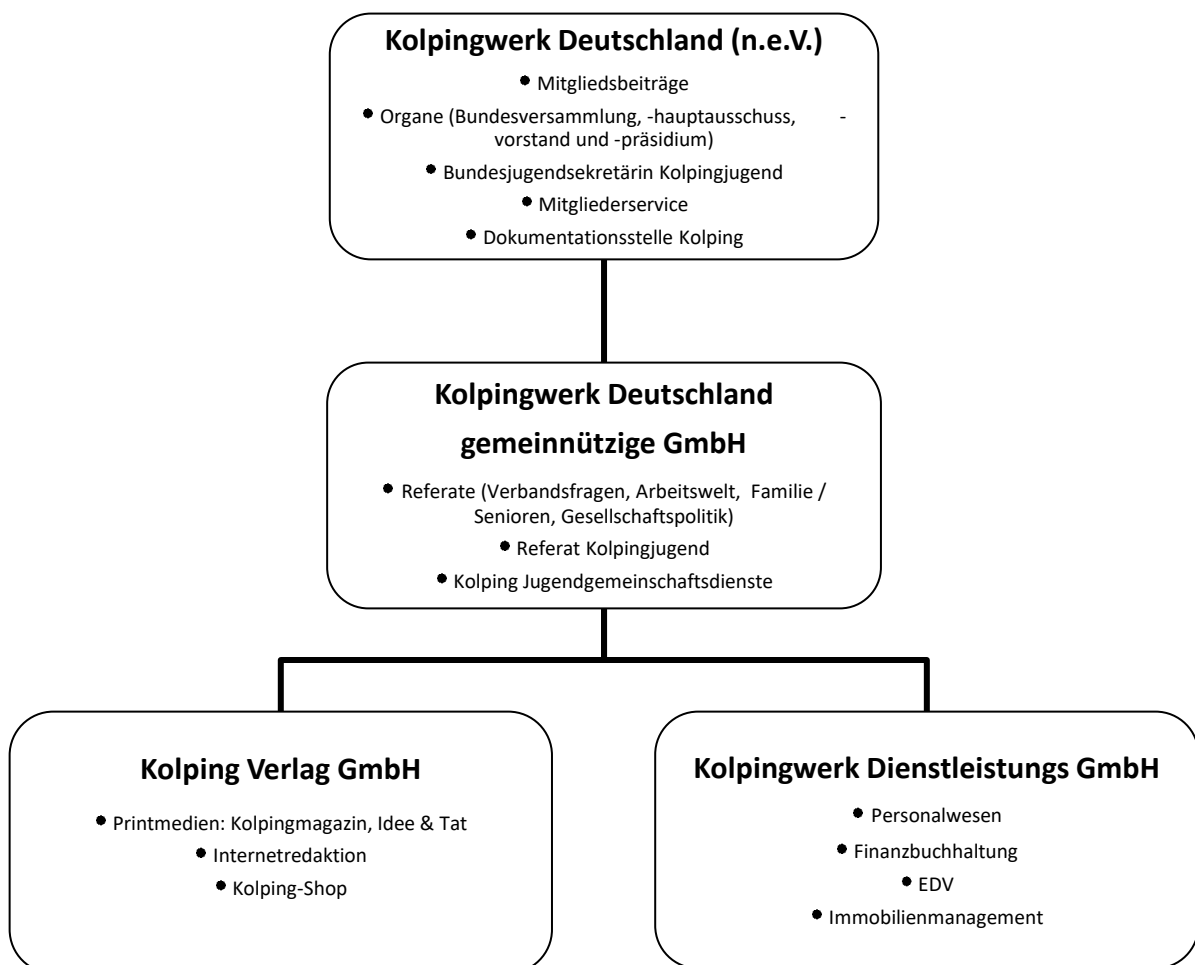 Kolpingwerk Deutschland (n.e.V.)
• Mitgliedsbeiträge
• Organe (Bundesversammlung, -hauptausschuss, -
vorstand und -präsidium)
• Bundesjugendsekretärin Kolpingjugend
• Mitgliederservice
• Dokumentationsstelle Kolping
Kolpingwerk Deutschland
gemeinnützige GmbH
• Referate (Verbandsfragen, Arbeitswelt, Familie /
Senioren, Gesellschaftspolitik)
• Referat Kolpingjugend
• Kolping Jugendgemeinschaftsdienste
Kolping Verlag GmbH
• Printmedien: Kolpingmagazin, Idee & Tat
• Internetredaktion
• Kolping-Shop
Kolpingwerk Dienstleistungs GmbH
• Personalwesen
• Finanzbuchhaltung
• EDV
• Immobilienmanagement